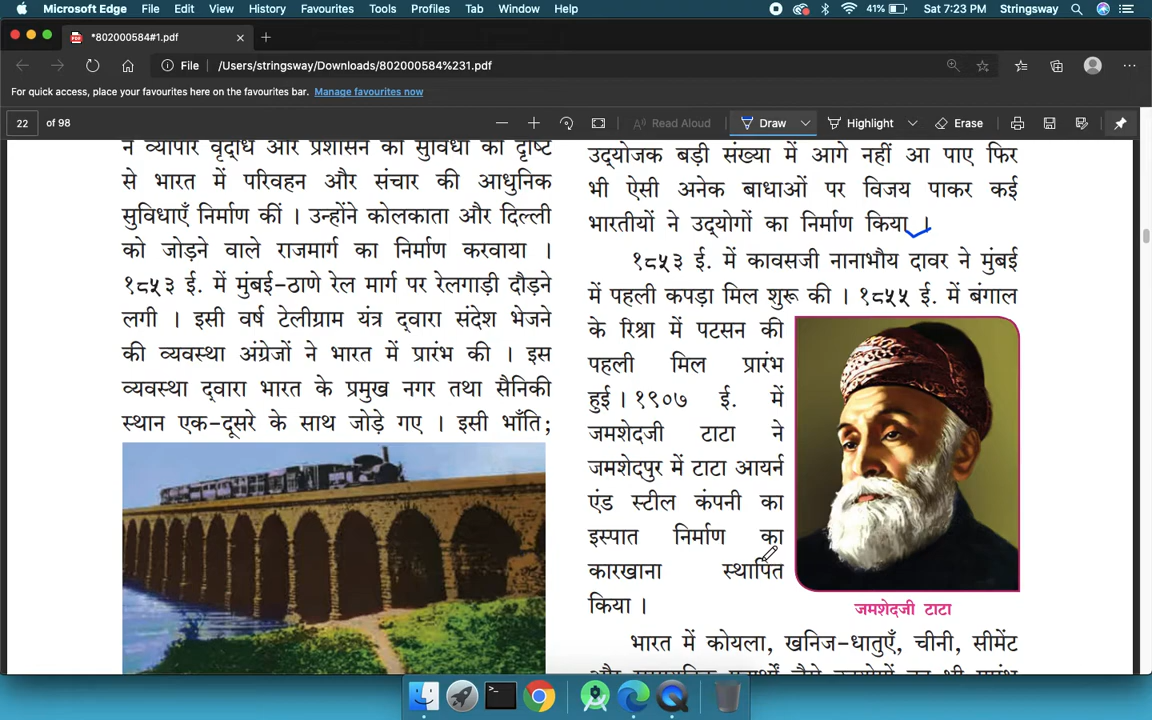 Microsoft Edge File Edit View History Favourites Tools Profiles Tab Window Help 41% Sat 7:23 PM Stringsway
*802000584#1.pdf
File /Users/stringsway/Downloads/802000584%231.pdf
For quick access, place your favourites here on the favourites bar. Manage favourites now
22 of 98 Read Aloud Draw Highlight Erase
ने व्यापार वृद्धि और प्रशासन की सुविधा की दृष्टि
से भारत में परिवहन और संचार की आधुनिक
सुविधाएँ निर्माण कीं । उन्होंने कोलकाता और दिल्ली
को जोड़ने वाले राजमार्ग का निर्माण करवाया ।
१८५३ ई. में मुंबई-ठाणे रेल मार्ग पर रेलगाड़ी दौड़ने
लगी । इसी वर्ष टेलीग्राम यंत्र द्वारा संदेश भेजने
की व्यवस्था अंग्रेजों ने भारत में प्रारंभ की । इस
व्यवस्था द्वारा भारत के प्रमुख नगर तथा सैनिकी
स्थान एक-दूसरे के साथ जोड़े गए । इसी भाँति;
उद्योजक बड़ी संख्या में आगे नहीं आ पाए फिर
भी ऐसी अनेक बाधाओं पर विजय पाकर कई
भारतीयों ने उद्योगों का निर्माण किया ।
१८५३ ई. में कावसजी नानाभौय दावर ने मुंबई
में पहली कपड़ा मिल शुरू की । १८५५ ई. में बंगाल
के रिश्रा में पटसन की
पहली मिल प्रारंभ
हुई । १९०७ ई. में
जमशेदजी टाटा ने
जमशेदपुर में टाटा आयर्न
एंड स्टील कंपनी का
इस्पात निर्माण का
कारखाना स्थापित
किया ।
जमशेदजी टाटा
भारत में कोयला, खनिज-धातुएँ, चीनी, सीमेंट